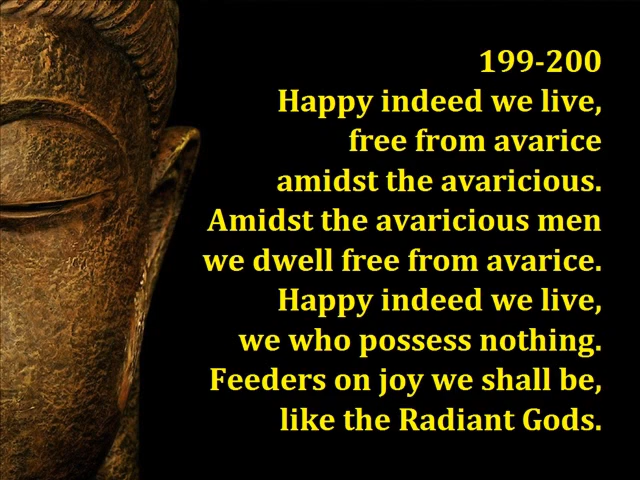 199-200
Happy indeed we live,
free from avarice
amidst the avaricious.
Amidst the avaricious men
we dwell free from avarice.
Happy indeed we live,
we who possess nothing.
Feeders on joy we shall be,
like the Radiant Gods.